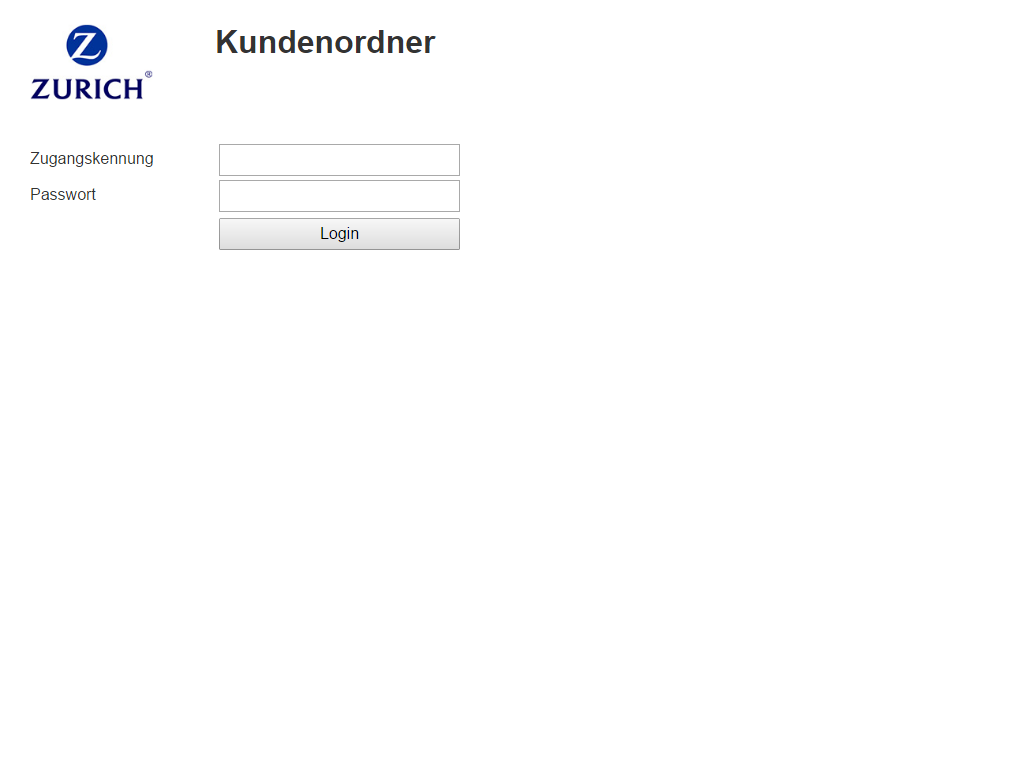 Kundenordner
Z
ZURICH®
Zugangskennung
Passwort
Login